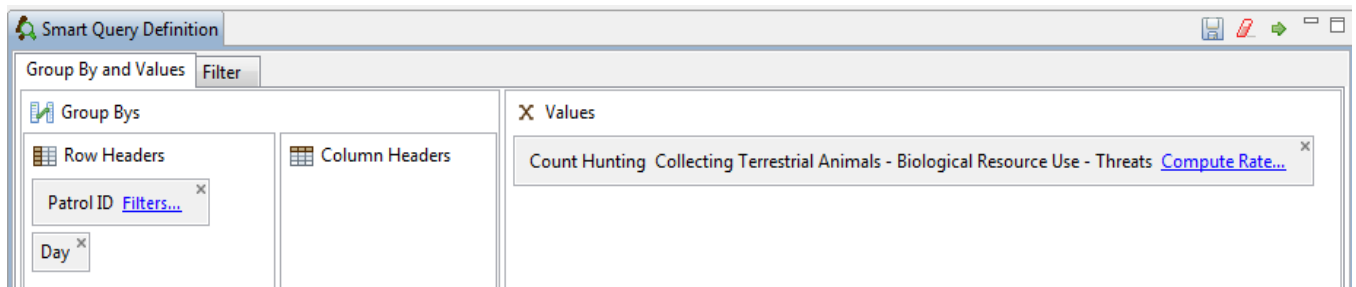 Smart Query Definition
Group By and Values Filter
Group Bys
Values
Row Headers
Column Headers
Count Hunting Collecting Terrestrial Animals - Biological Resource Use - Threats Compute Rate...
Patrol ID Filters...
Day